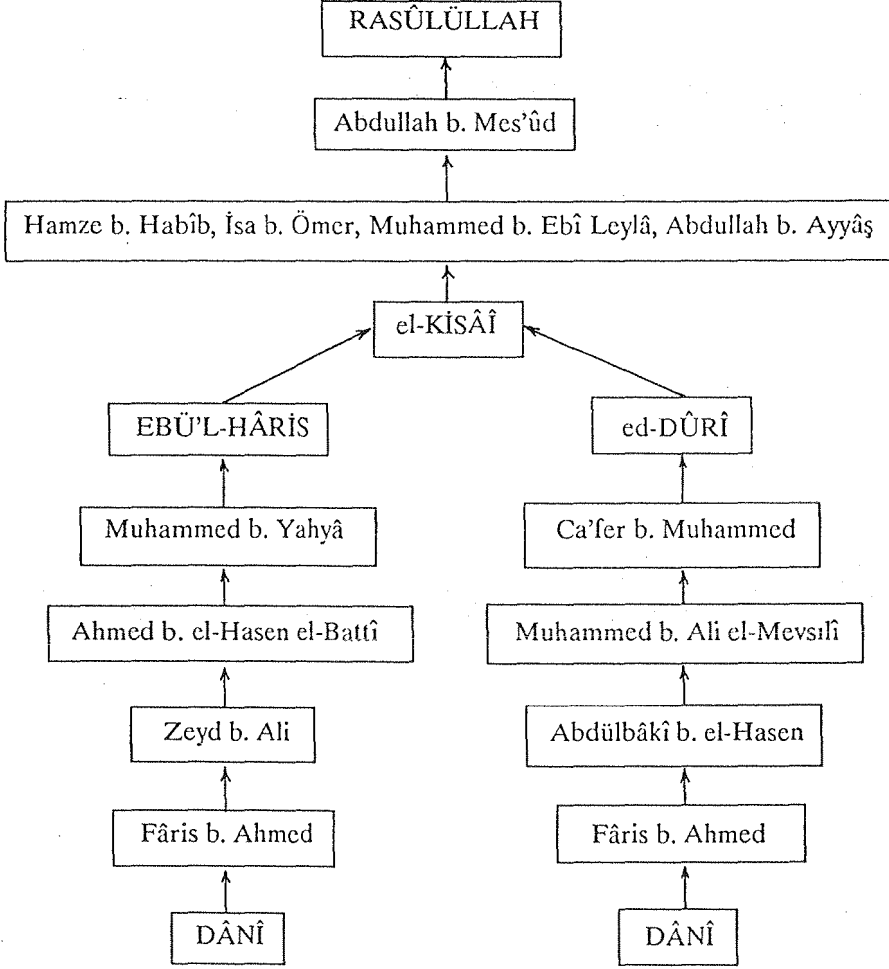 RASÛLÜLLAH
Abdullah b. Mes'ûd
Hamze b. Habîb, İsa b. Ömer, Muhammed b. Ebî Leylâ, Abdullah b. Ayyâş
el-KİSÂÎ
EBÜ'L-HÂRİS
ed-DÛRÎ
Muhammed b. Yahyâ
Ca'fer b. Muhammed
Ahmed b. el-Hasen el-Battî
Muhammed b. Ali el-Mevsılî
Zeyd b. Ali
Abdülbâkî b. el-Hasen
Fâris b. Ahmed
Fâris b. Ahmed
DÂNÎ
DÂNÎ